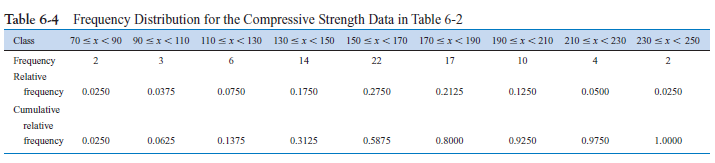 Table 6-4 Frequency Distribution for the Compressive Strength Data in Table 6-2
Class 70 ≤ x < 90 90 ≤ x < 110 110 ≤ x < 130 130 ≤ x < 150 150 ≤ x < 170 170 ≤ x < 190 190 ≤ x < 210 210 ≤ x < 230 230 ≤ x < 250
Frequency 2 3 6 14 22 17 10 4 2
Relative
frequency 0.0250 0.0375 0.0750 0.1750 0.2750 0.2125 0.1250 0.0500 0.0250
Cumulative
relative
frequency 0.0250 0.0625 0.1375 0.3125 0.5875 0.8000 0.9250 0.9750 1.0000